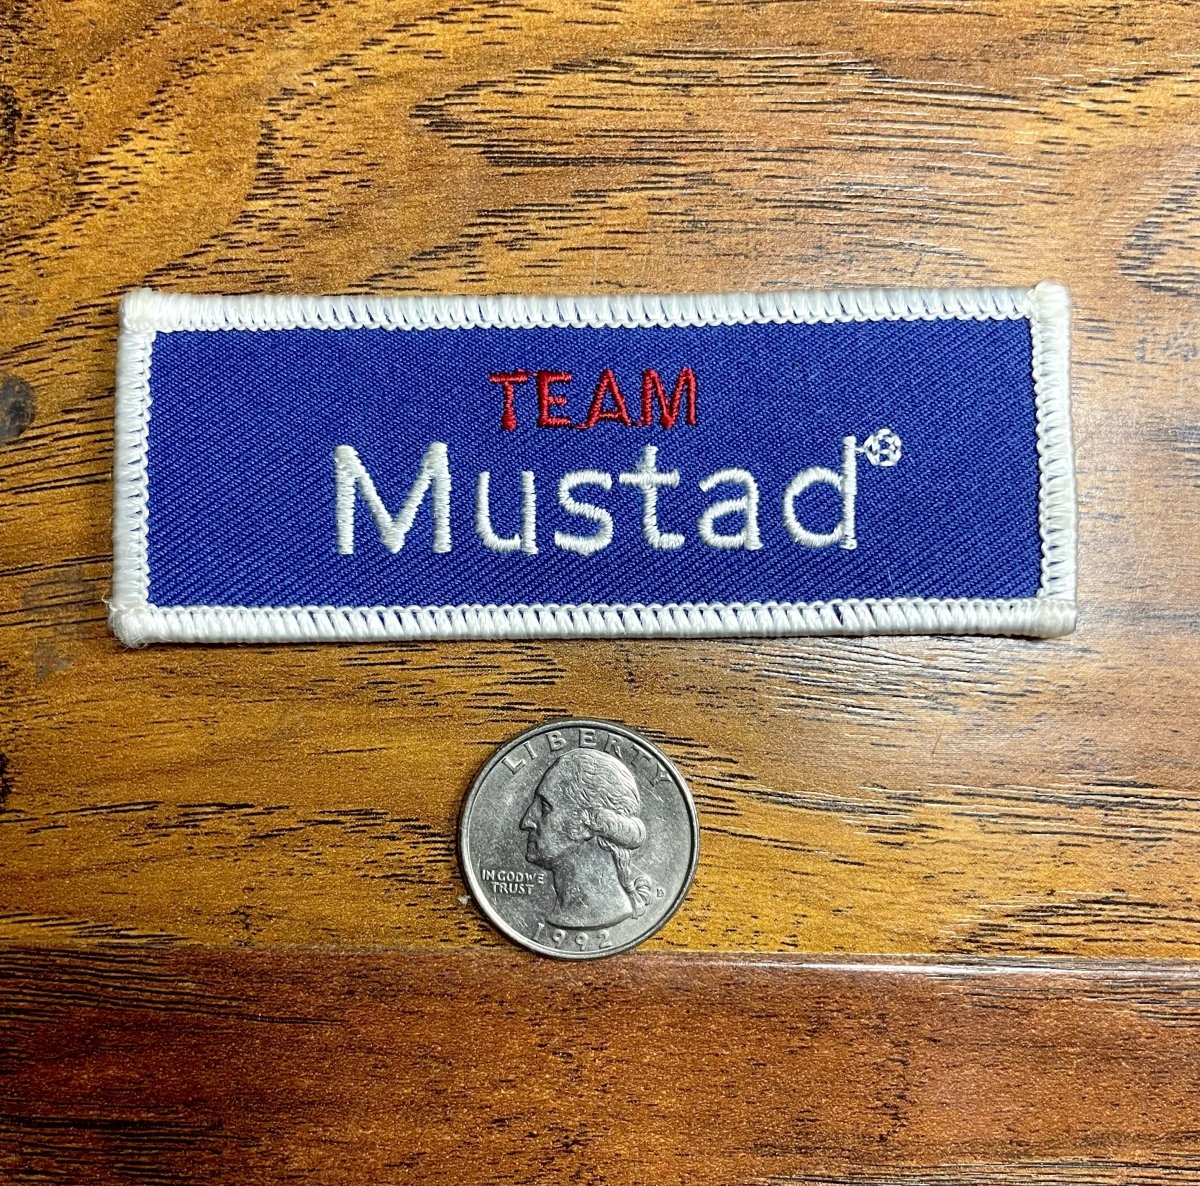 TEAM
Mustad®
LIBERTY
IN GOD WE
TRUST
D
1992